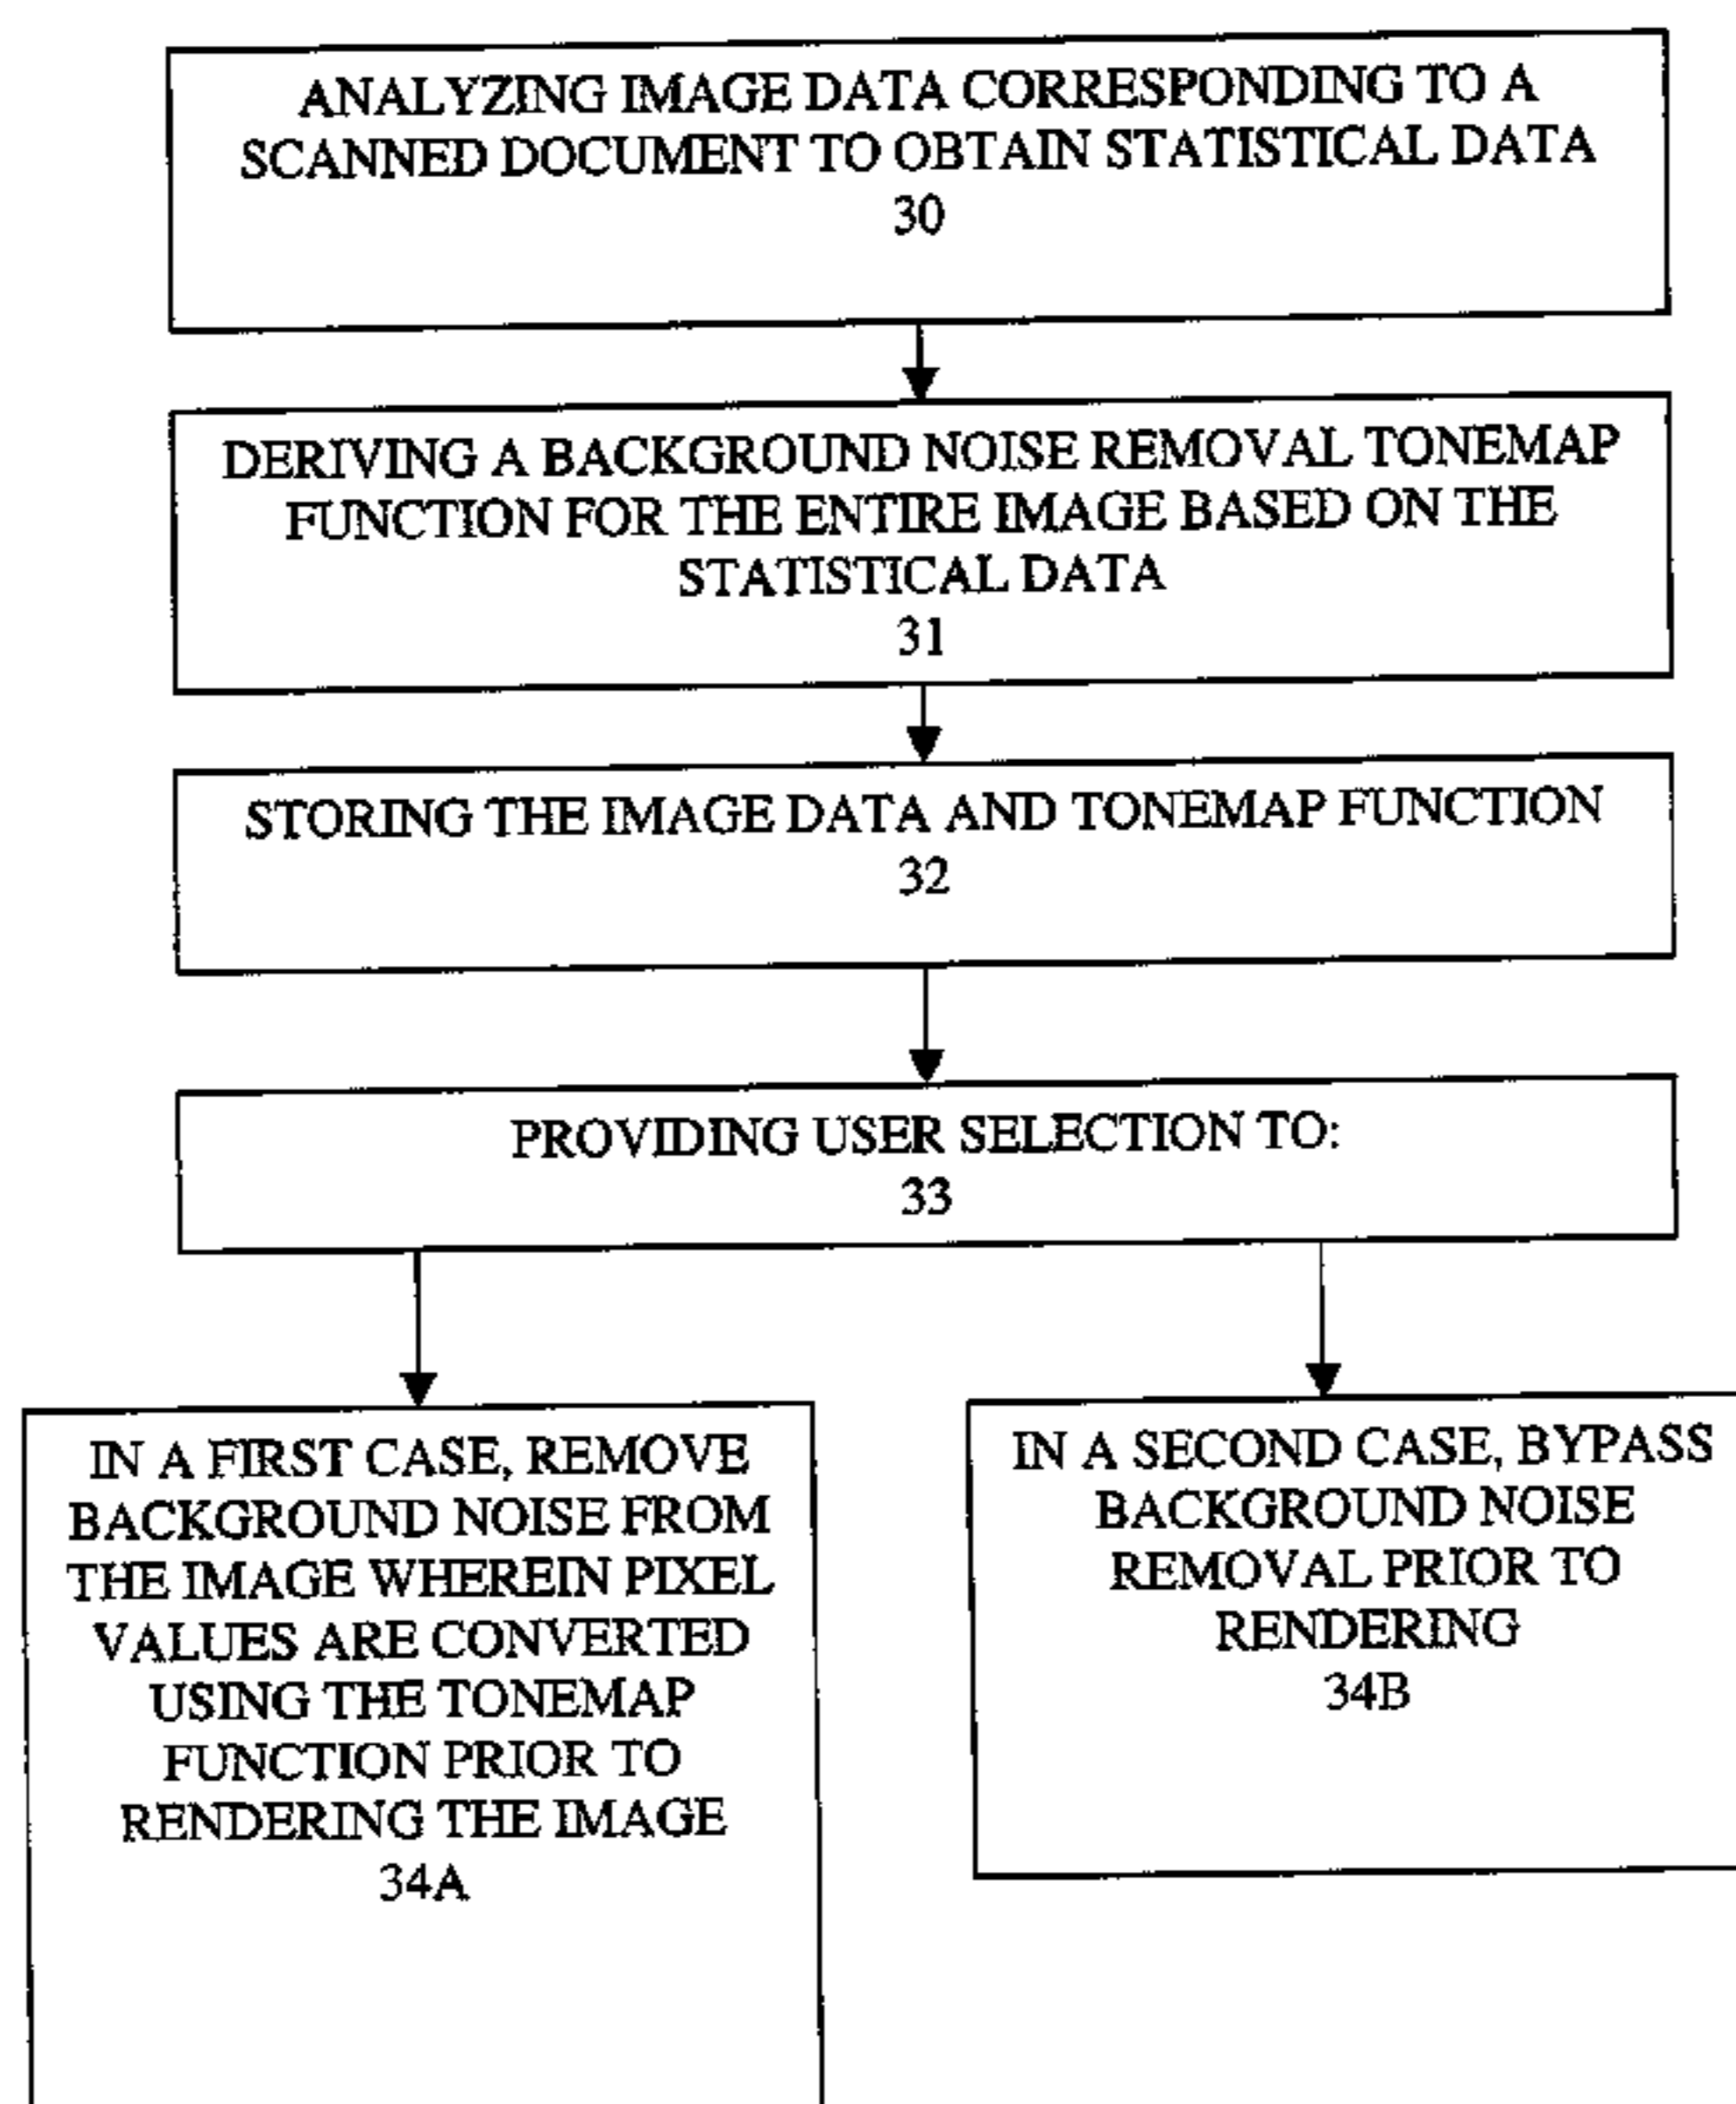 ANALYZING IMAGE DATA CORRESPONDING TO A
SCANNED DOCUMENT TO OBTAIN STATISTICAL DATA
30
DERIVING A BACKGROUND NOISE REMOVAL TONEMAP
FUNCTION FOR THE ENTIRE IMAGE BASED ON THE
STATISTICAL DATA
31
STORING THE IMAGE DATA AND TONEMAP FUNCTION
32
PROVIDING USER SELECTION TO:
33
IN A FIRST CASE, REMOVE
BACKGROUND NOISE FROM
THE IMAGE WHEREIN PIXEL
VALUES ARE CONVERTED
USING THE TONEMAP
FUNCTION PRIOR TO
RENDERING THE IMAGE
34A
IN A SECOND CASE, BYPASS
BACKGROUND NOISE
REMOVAL PRIOR TO
RENDERING
34B